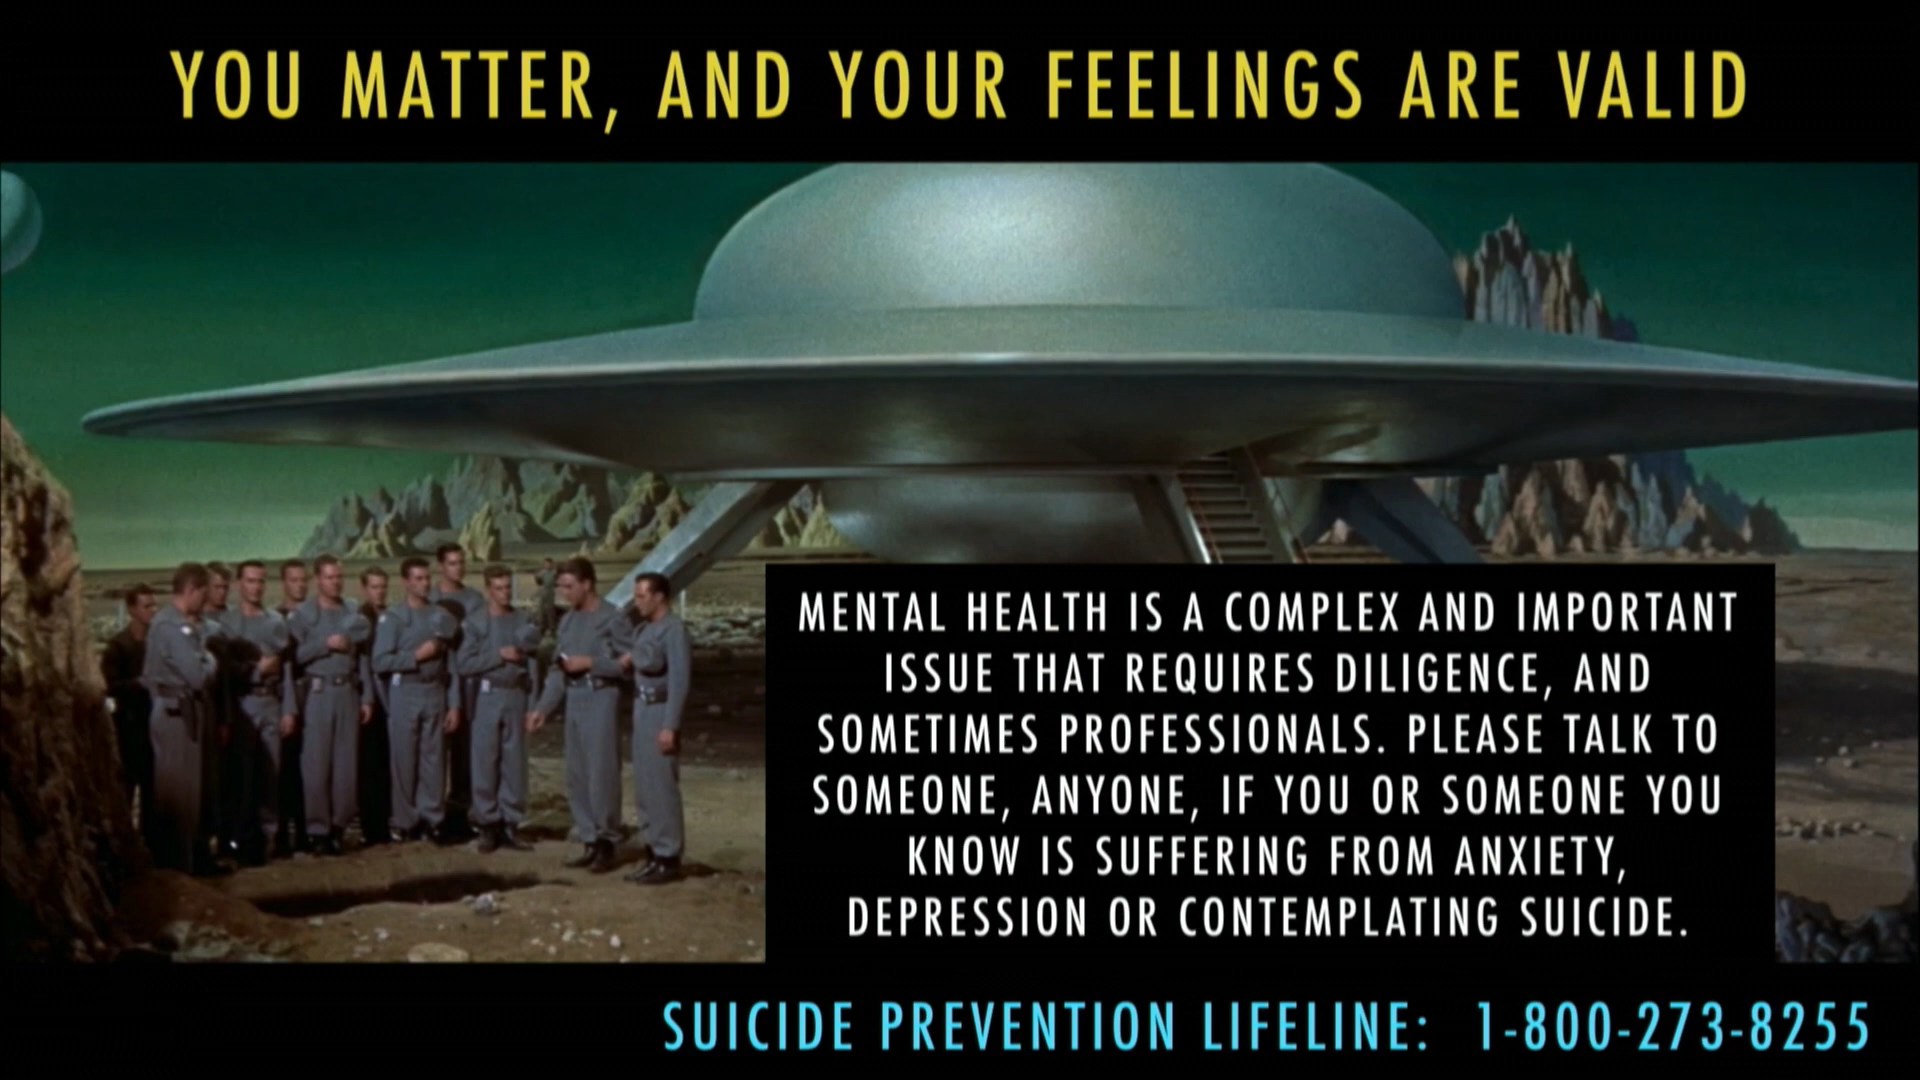 YOU MATTER, AND YOUR FEELINGS ARE VALID
MENTAL HEALTH IS A COMPLEX AND IMPORTANT
ISSUE THAT REQUIRES DILIGENCE, AND
SOMETIMES PROFESSIONALS. PLEASE TALK TO
SOMEONE, ANYONE, IF YOU OR SOMEONE YOU
KNOW IS SUFFERING FROM ANXIETY,
DEPRESSION OR CONTEMPLATING SUICIDE.
SUICIDE PREVENTION LIFELINE: 1-800-273-8255